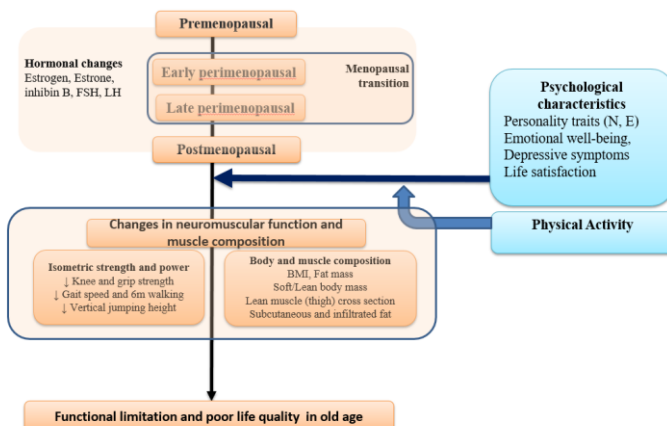 Premenopausal
Hormonal changes
Estrogen, Estrone,
inhibin B, FSH, LH
Early perimenopausal
Late perimenopausal
Menopausal
transition
Postmenopausal
Psychological
characteristics
Personality traits (N, E)
Emotional well-being,
Depressive symptoms
Life satisfaction
Physical Activity
Changes in neuromuscular function and
muscle composition
Isometric strength and power
↓ Knee and grip strength
↓ Gait speed and 6m walking
↓ Vertical jumping height
Body and muscle composition
BMI, Fat mass
Soft/Lean body mass
Lean muscle (thigh) cross section
Subcutaneous and infiltrated fat
Functional limitation and poor life quality in old age